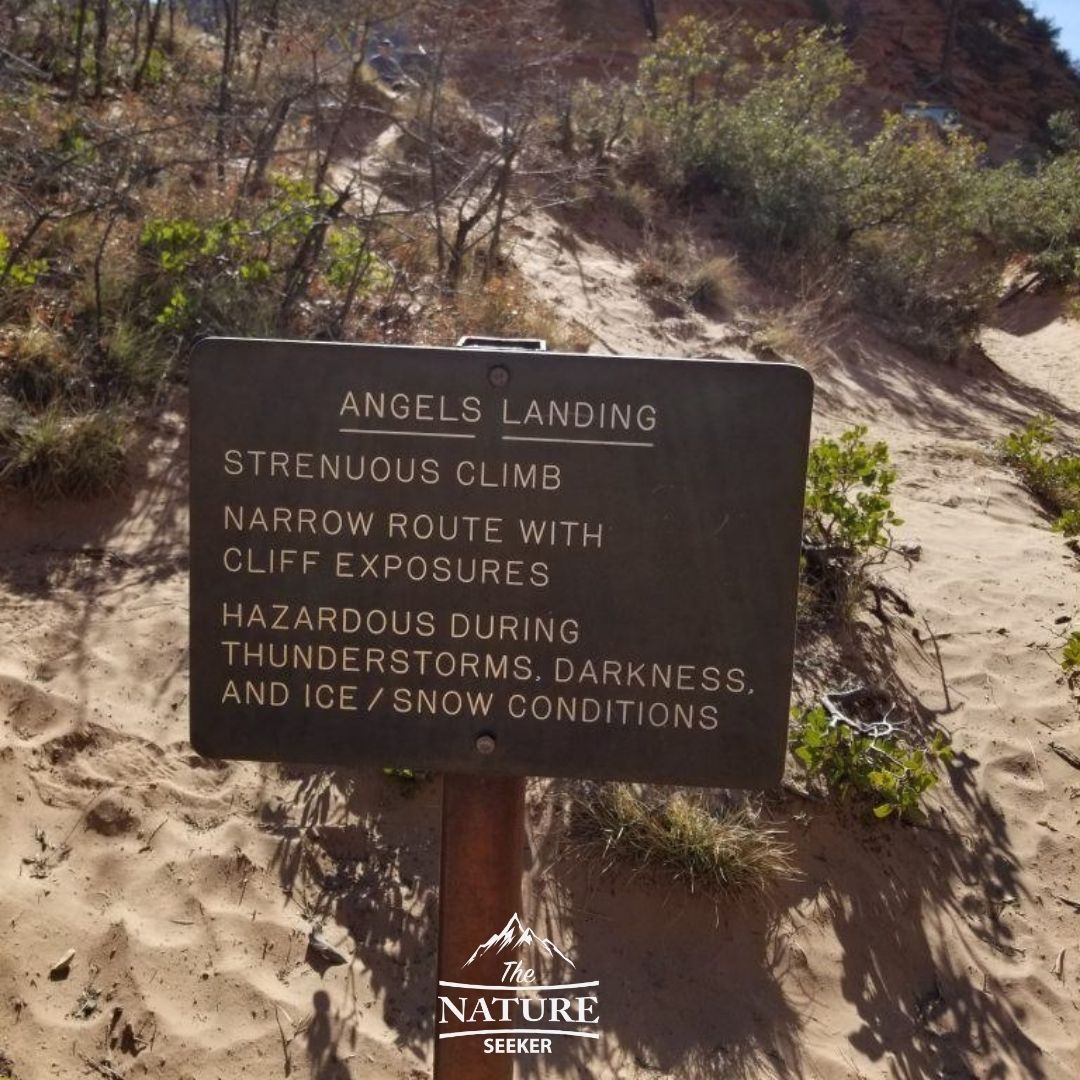 ANGELS LANDING
STRENUOUS CLIMB
NARROW ROUTE WITH
CLIFF EXPOSURES
HAZARDOUS DURING
THUNDERSTORMS, DARKNESS,
AND ICE / SNOW CONDITIONS
The
NATURE
SEEKER